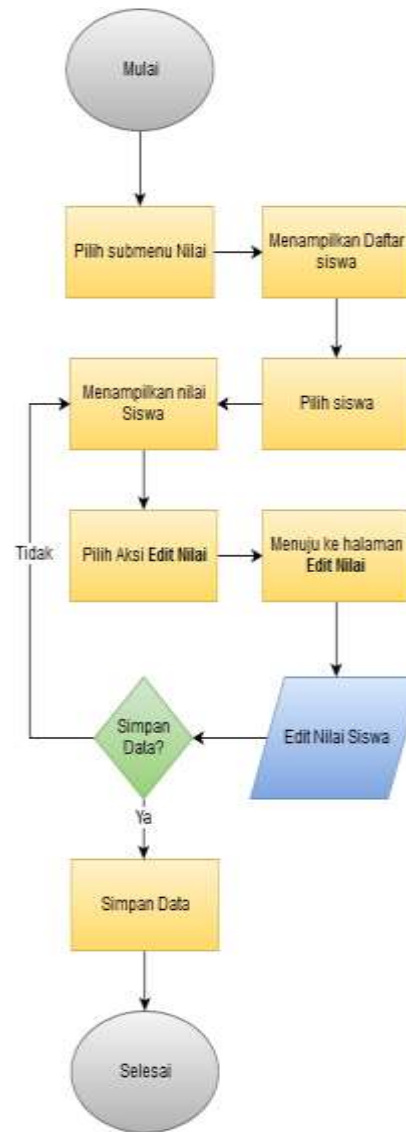 Mulai
Pilih submenu Nilai
Menampilkan Daftar
siswa
Pilih siswa
Menampilkan nilai
Siswa
Pilih Aksi Edit Nilai
Menuju ke halaman
Edit Nilai
Edit Nilai Siswa
Simpan
Data?
Tidak
Ya
Simpan Data
Selesai